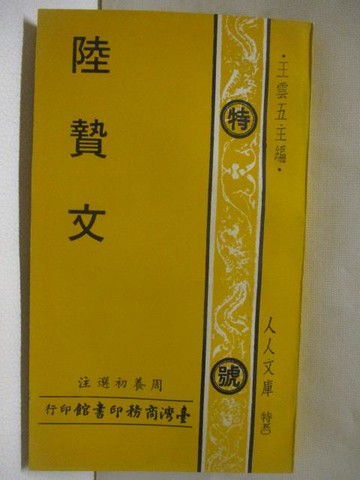 陸贄文
特號
·王雲五主編·
人人文庫 特
注選初養周
行印館書印務商灣臺